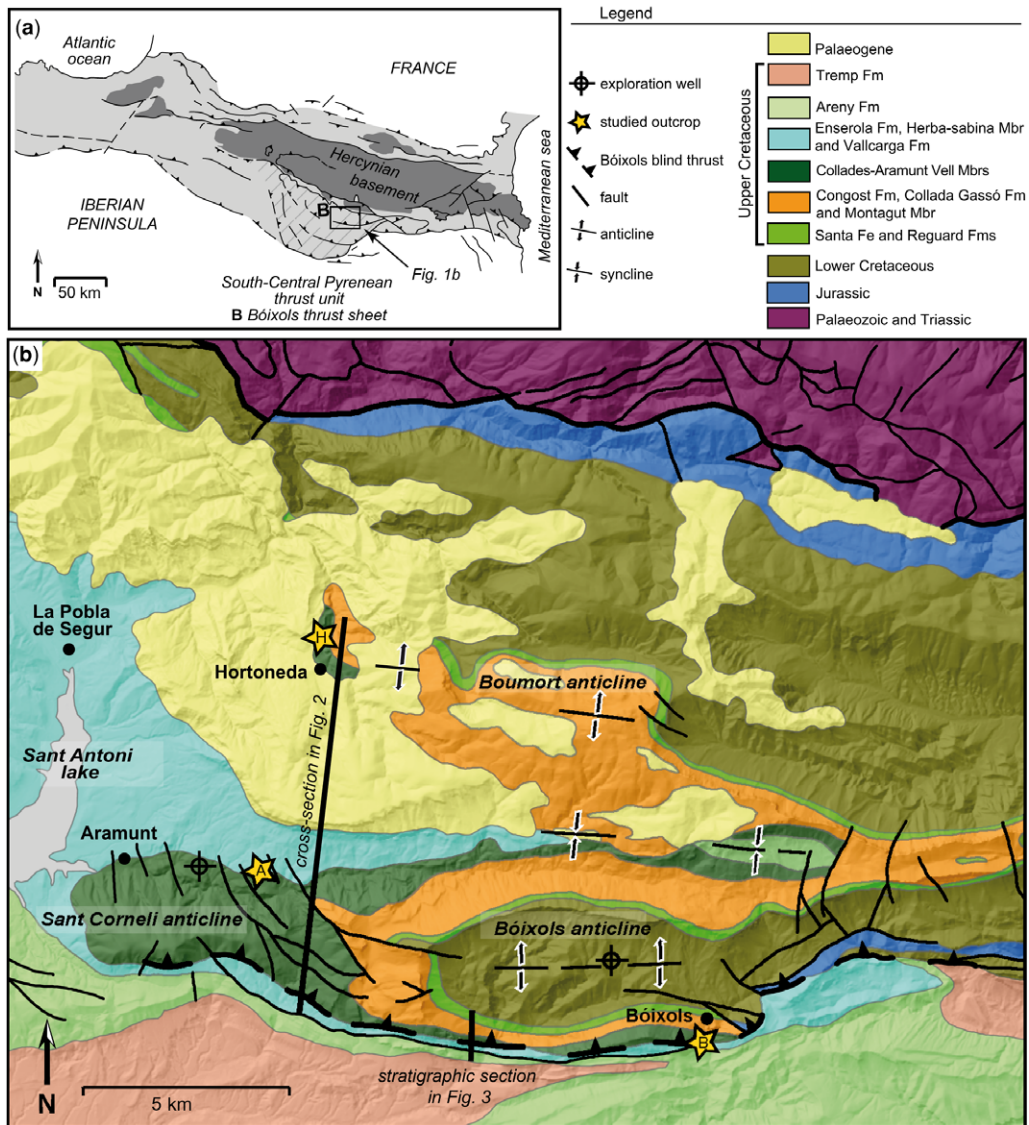 (a)
Atlantic
ocean
FRANCE
Hercynian
basement
IBERIAN
PENINSULA
B
Mediterranean sea
Fig. 1b
N
50 km
South-Central Pyrenean
thrust unit
B Bóixols thrust sheet
Legend
exploration well
studied outcrop
Bóixols blind thrust
fault
anticline
syncline
Upper Cretaceous
Palaeogene
Tremp Fm
Areny Fm
Enserola Fm, Herba-sabina Mbr
and Vallcarga Fm
Collades-Aramunt Vell Mbrs
Congost Fm, Collada Gassó Fm
and Montagut Mbr
Santa Fe and Reguard Fms
Lower Cretaceous
Jurassic
Palaeozoic and Triassic
(b)
La Pobla
de Segur
H
Hortoneda
Boumort anticline
Sant Antoni
lake
cross-section in Fig. 2
Aramunt
A
Sant Corneli anticline
Bóixols anticline
Bóixols
B
stratigraphic section
in Fig. 3
N
5 km